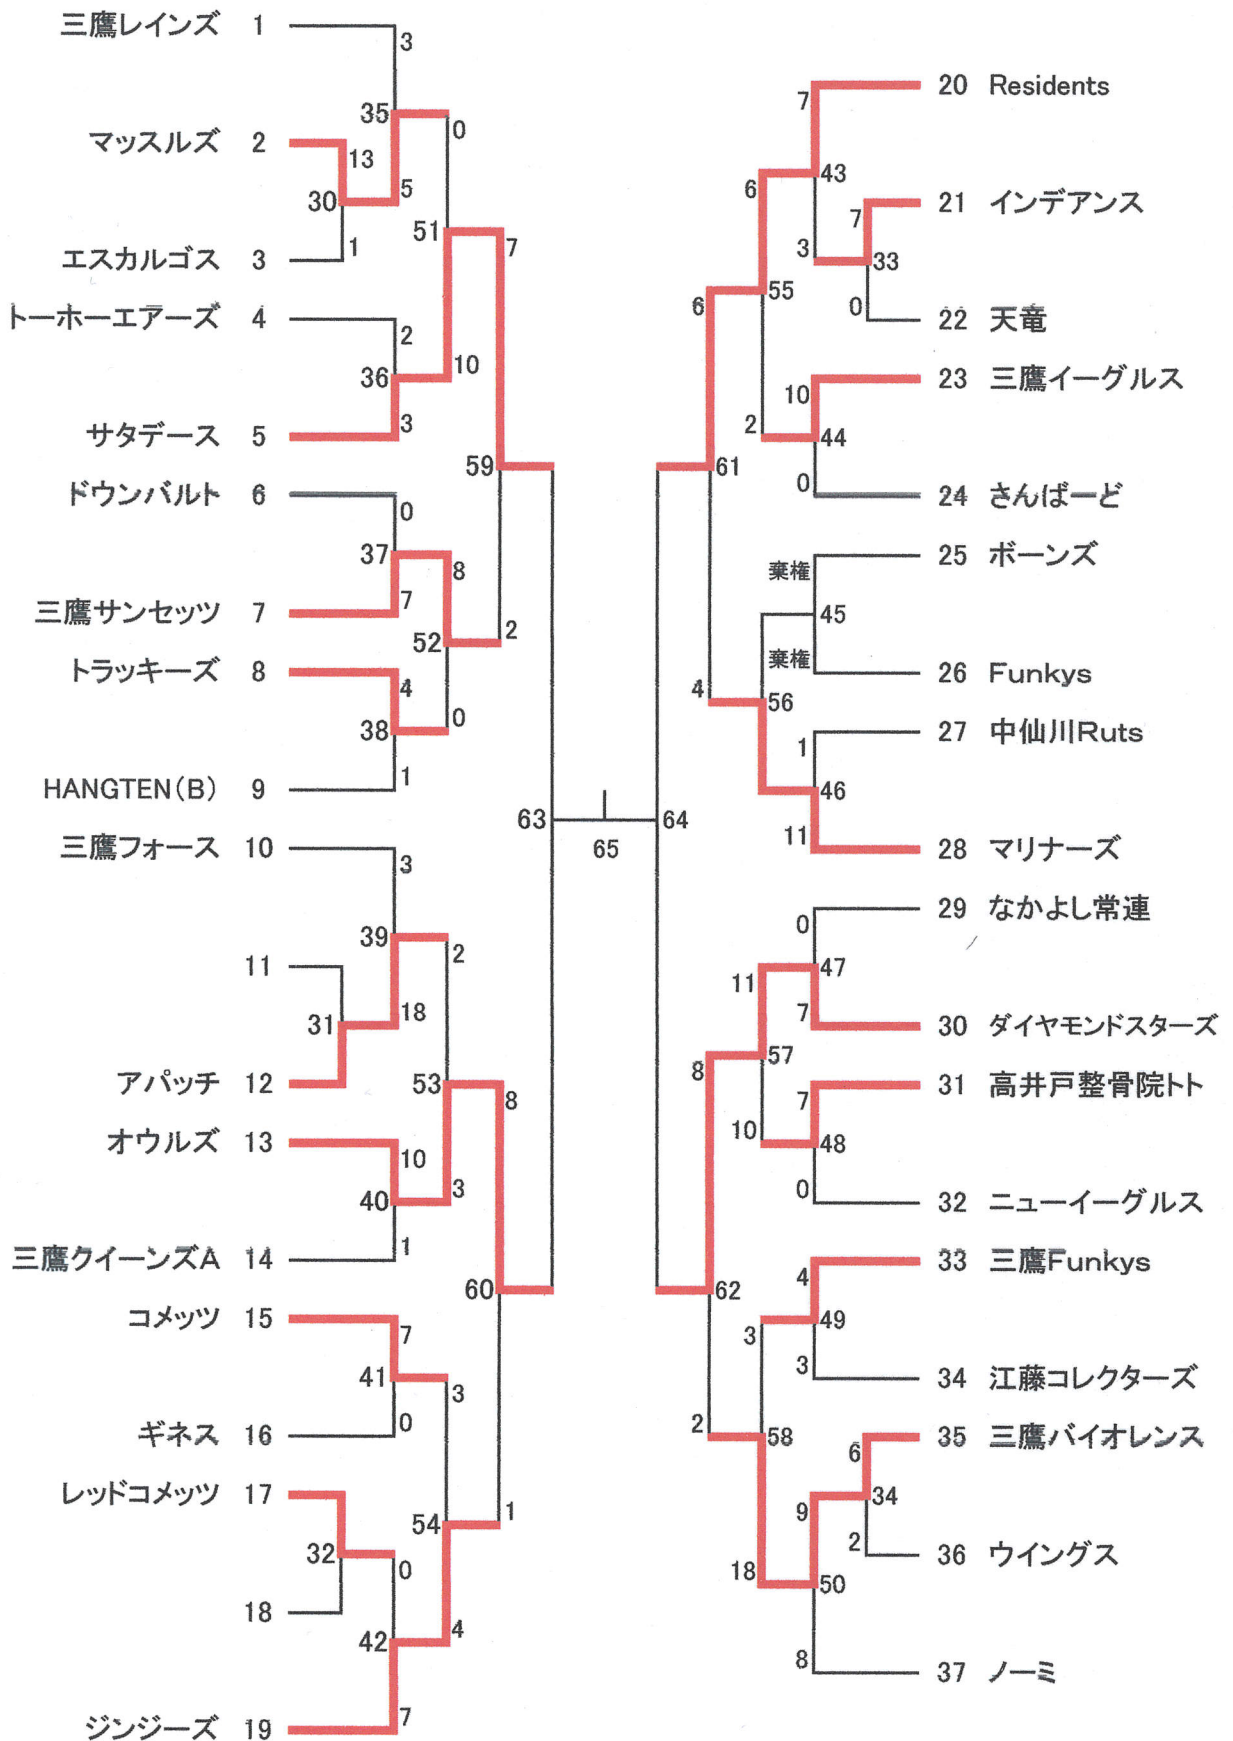 三鷹レインズ 1
3
35
0
マッスルズ 2
13
30
5
1
エスカルゴス 3
51
7
トーホーエアーズ 4
2
36
10
3
サタデース 5
59
ドウンバルト 6
0
37
8
7
三鷹サンセッツ 7
52
2
トラッキーズ 8
4
38
0
1
HANGTEN(B) 9
63
65
64
三鷹フォース 10
3
39
2
11
31
18
アパッチ 12
53
8
オウルズ 13
10
40
3
1
三鷹クイーンズA 14
60
コメッツ 15
7
41
3
0
ギネス 16
レッドコメッツ 17
54
1
32
0
18
42
4
7
ジンジーズ 19
20 Residents
7
43
6
21 インデアンス
7
3
33
0
22 天竜
55
6
23 三鷹イーグルス
10
2
44
0
24 さんばーど
61
25 ボーンズ
棄権
45
棄権
26 Funkys
4
56
27 中仙川Ruts
1
46
11
28 マリナーズ
29 なかよし常連
0
47
11
7
30 ダイヤモンドスターズ
57
8
31 高井戸整骨院トト
7
10
48
0
32 ニューイーグルス
33 三鷹Funkys
62
4
49
3
3
34 江藤コレクターズ
2
58
35 三鷹バイオレンス
6
34
9
2
36 ウイングス
18
50
8
37 ノーミ